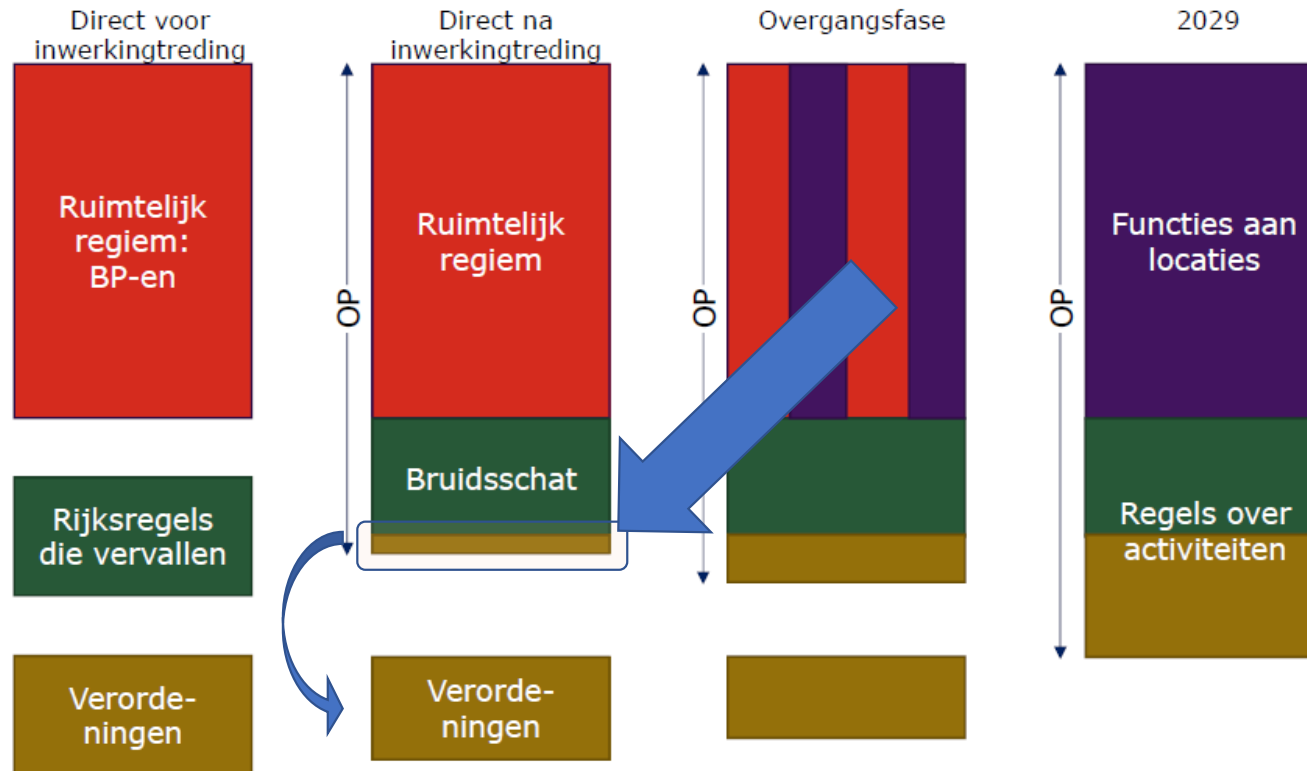 Direct voor
inwerkingtreding
Direct na
inwerkingtreding
Overgangsfase
2029
Ruimtelijk
regiem:
BP-en
OP
Ruimtelijk
regiem
OP
OP
Functies aan
locaties
Rijksregels
die vervallen
Bruidsschat
Regels over
activiteiten
Verorde-
ningen
Verorde-
ningen